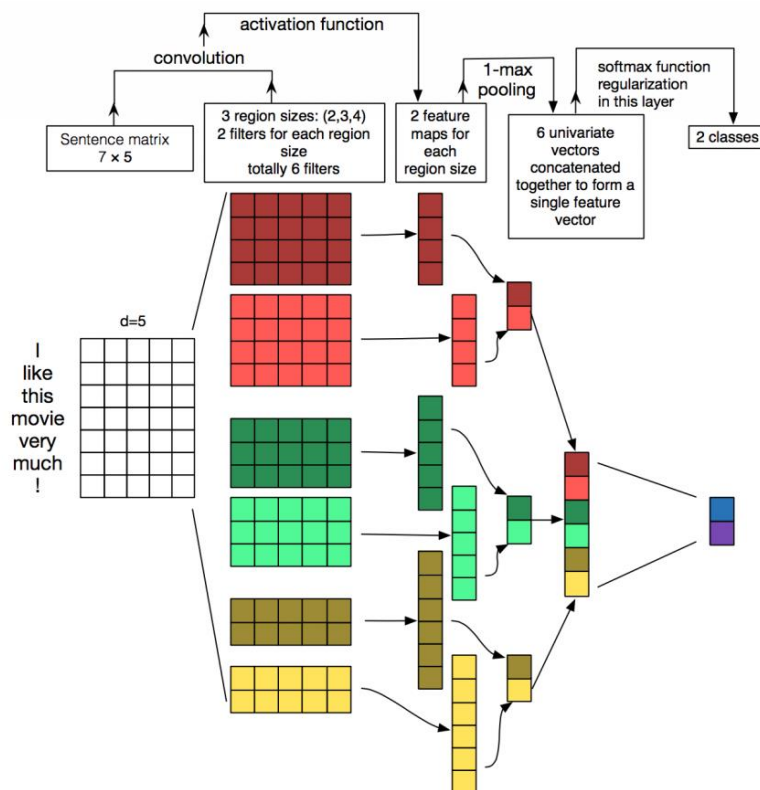 activation function
convolution
1-max
pooling
softmax function
regularization
in this layer
Sentence matrix
7 × 5
3 region sizes: (2,3,4)
2 filters for each region
size
totally 6 filters
2 feature
maps for
each
region size
6 univariate
vectors
concatenated
together to form a
single feature
vector
2 classes
d=5
I
like
this
movie
very
much
!